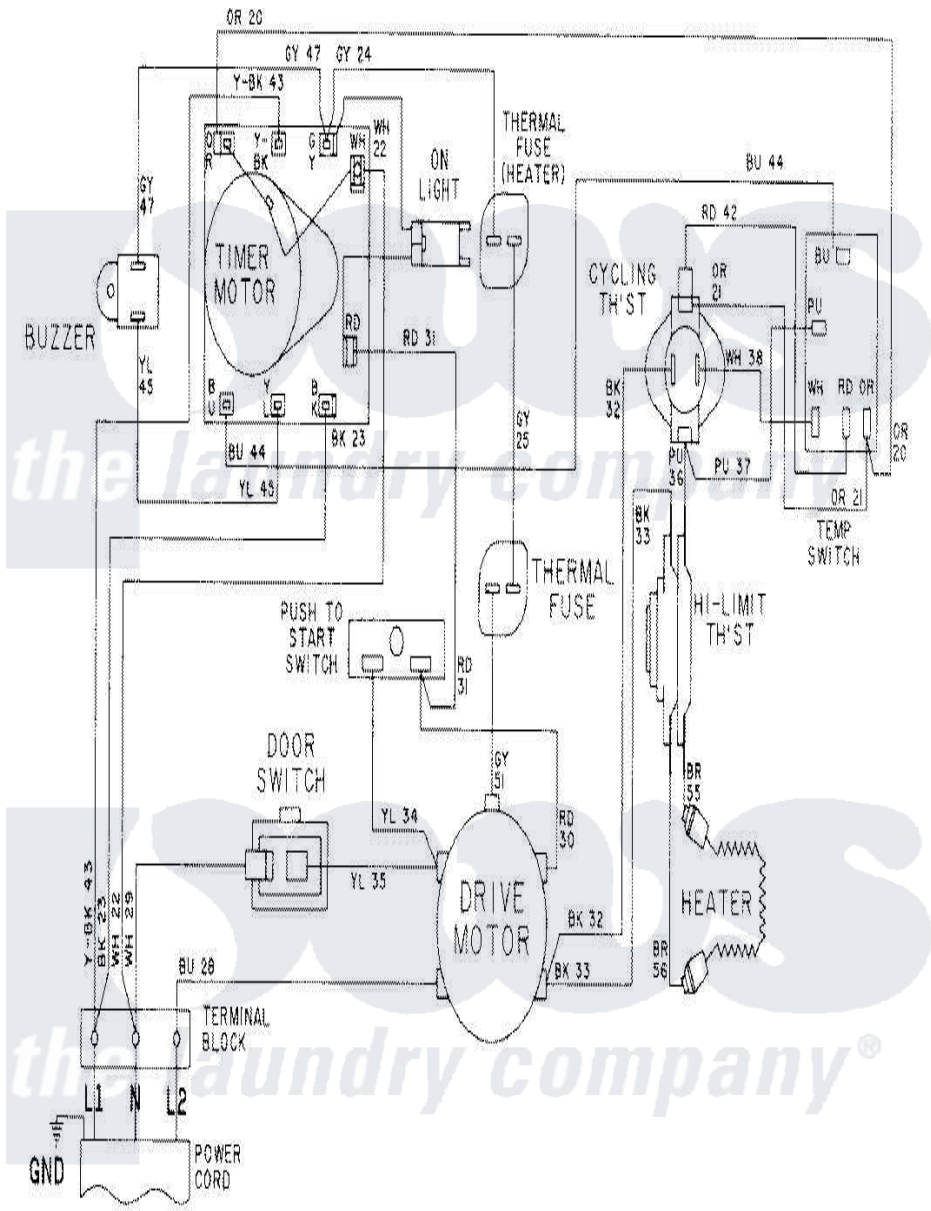 OR 20
GY 47
GY 24
Y-BK 43
O
R
Y-
BK
G
Y
WH
WH
22
ON
LIGHT
THERMAL
FUSE
(HEATER)
BU 44
GY
47
RD 42
BU
TIMER
MOTOR
CYCLING
TH'ST
OR
21
PU
BUZZER
RD
RD 31
WH 38
YL
45
BK
32
WH
RD
OR
B
U
Y
L
B
K
BU 44
BK 23
GY
25
OR
20
the laundry company
YL 45
PU
36
PU 37
OR 21
BK
33
TEMP
SWITCH
THERMAL
FUSE
HI-LIMIT
TH'ST
PUSH TO
START
SWITCH
RD
31
DOOR
SWITCH
GY
51
BR
55
YL 34
RD
30
YL 35
DRIVE
MOTOR
HEATER
Y-BK 43
BK 23
WH 22
WH 29
BK 32
BU 28
BK 33
BR
56
TERMINAL
BLOCK
the laundry company®
L1
N
L2
GND
POWER
CORD